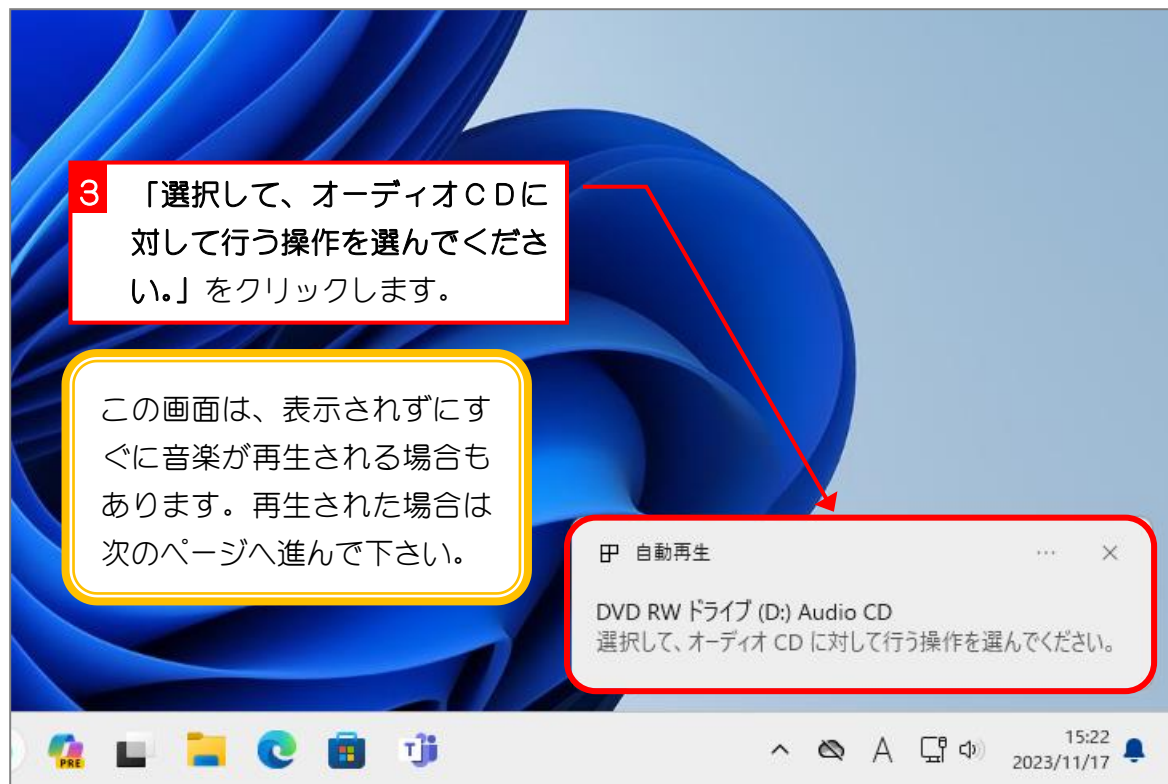 3 「選択して、オーディオＣＤに
対して行う操作を選んでくださ
い。」をクリックします。
この画面は、表示されずにす
ぐに音楽が再生される場合も
あります。再生された場合は
次のページへ進んで下さい。
自動再生
DVD RW ドライブ (D:) Audio CD
選択して、オーディオ CD に対して行う操作を選んでください。
PRE
A
15:22
2023/11/17